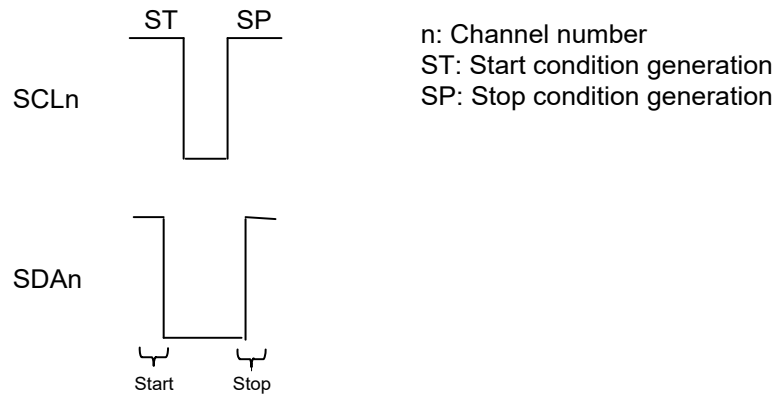 ST SP
n: Channel number
ST: Start condition generation
SP: Stop condition generation
SCLn
SDAn
Start Stop